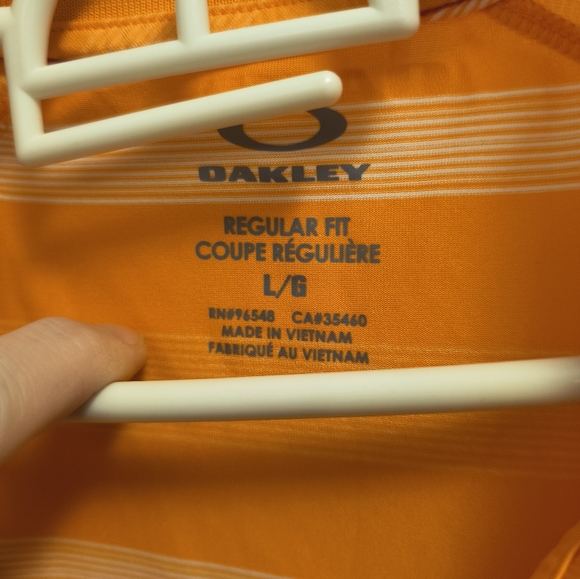 OAKLEY
REGULAR FIT
COUPE RÉGULIÈRE
L/G
RN#96548 CA#35460
MADE IN VIETNAM
FABRIQUÉ AU VIETNAM